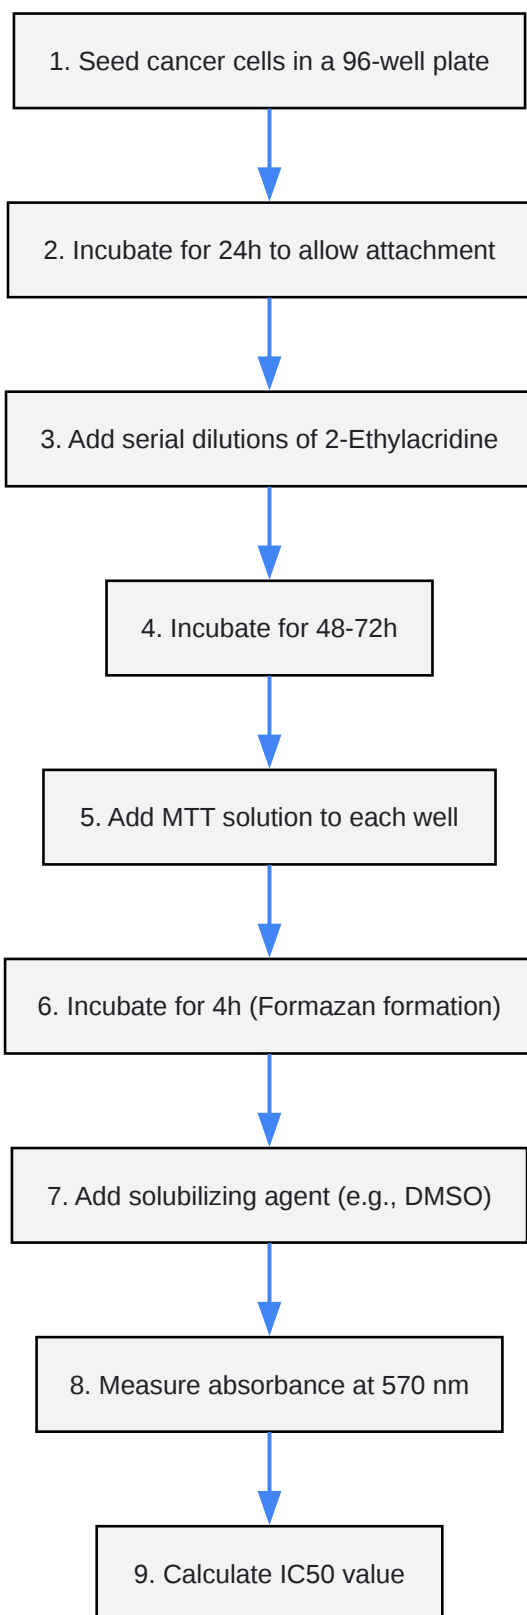 1. Seed cancer cells in a 96-well plate
2. Incubate for 24h to allow attachment
3. Add serial dilutions of 2-Ethylacridine
4. Incubate for 48-72h
5. Add MTT solution to each well
6. Incubate for 4h (Formazan formation)
7. Add solubilizing agent (e.g., DMSO)
8. Measure absorbance at 570 nm
9. Calculate IC50 value